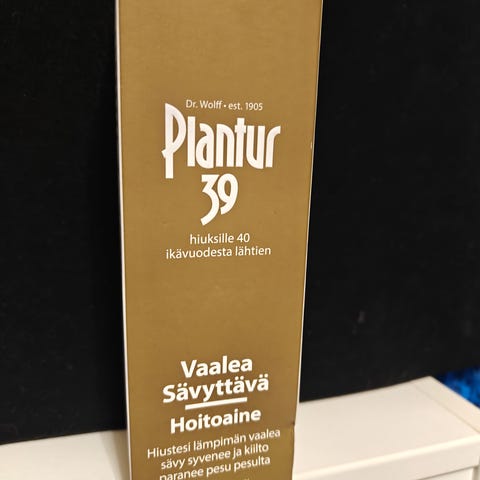 Dr. Wolff • est. 1905
Plantur
39
hiuksille 40
ikävuodesta lähtien
Vaalea
Sävyttävä
Hoitoaine
Hiustesi lämpimän vaalea
sävy syvenee ja kiilto
paranee pesu pesulta